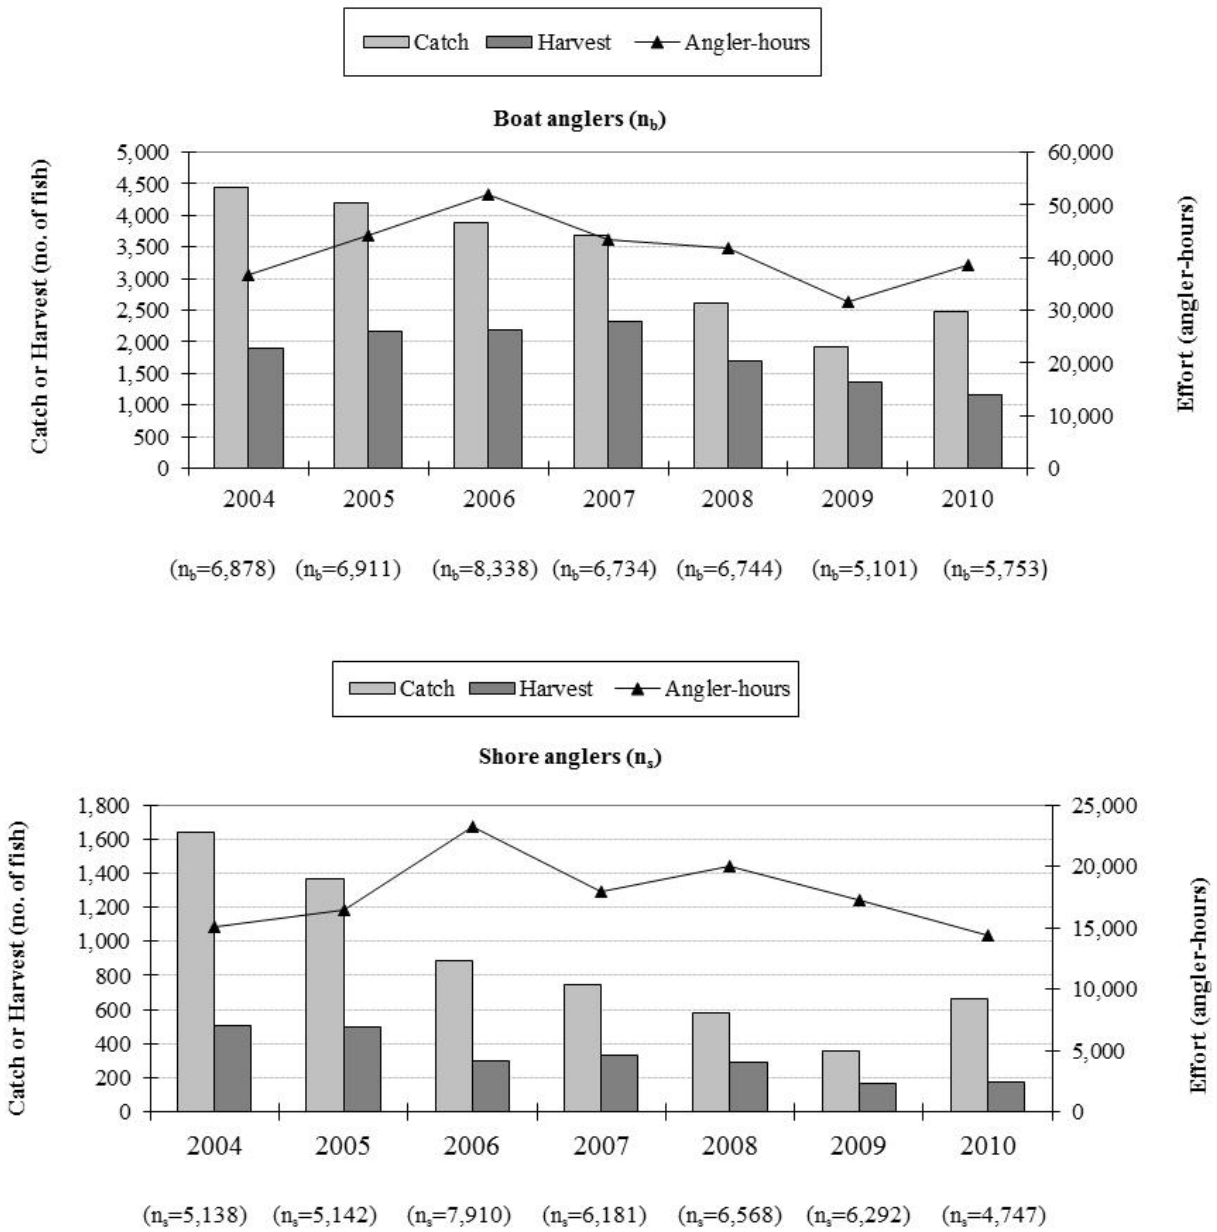 Catch Harvest Angler-hours
Boat anglers (nb)
Catch or Harvest (no. of fish)
5,000
4,500
4,000
3,500
3,000
2,500
2,000
1,500
1,000
500
0
60,000
50,000
40,000
30,000
20,000
10,000
0
Effort (angler-hours)
2004 2005 2006 2007 2008 2009 2010
(nb=6,878) (nb=6,911) (nb=8,338) (nb=6,734) (nb=6,744) (nb=5,101) (nb=5,753)
Catch Harvest Angler-hours
Shore anglers (ns)
Catch or Harvest (no. of fish)
1,800
1,600
1,400
1,200
1,000
800
600
400
200
0
25,000
20,000
15,000
10,000
5,000
0
Effort (angler-hours)
2004 2005 2006 2007 2008 2009 2010
(ns=5,138) (ns=5,142) (ns=7,910) (ns=6,181) (ns=6,568) (ns=6,292) (ns=4,747)